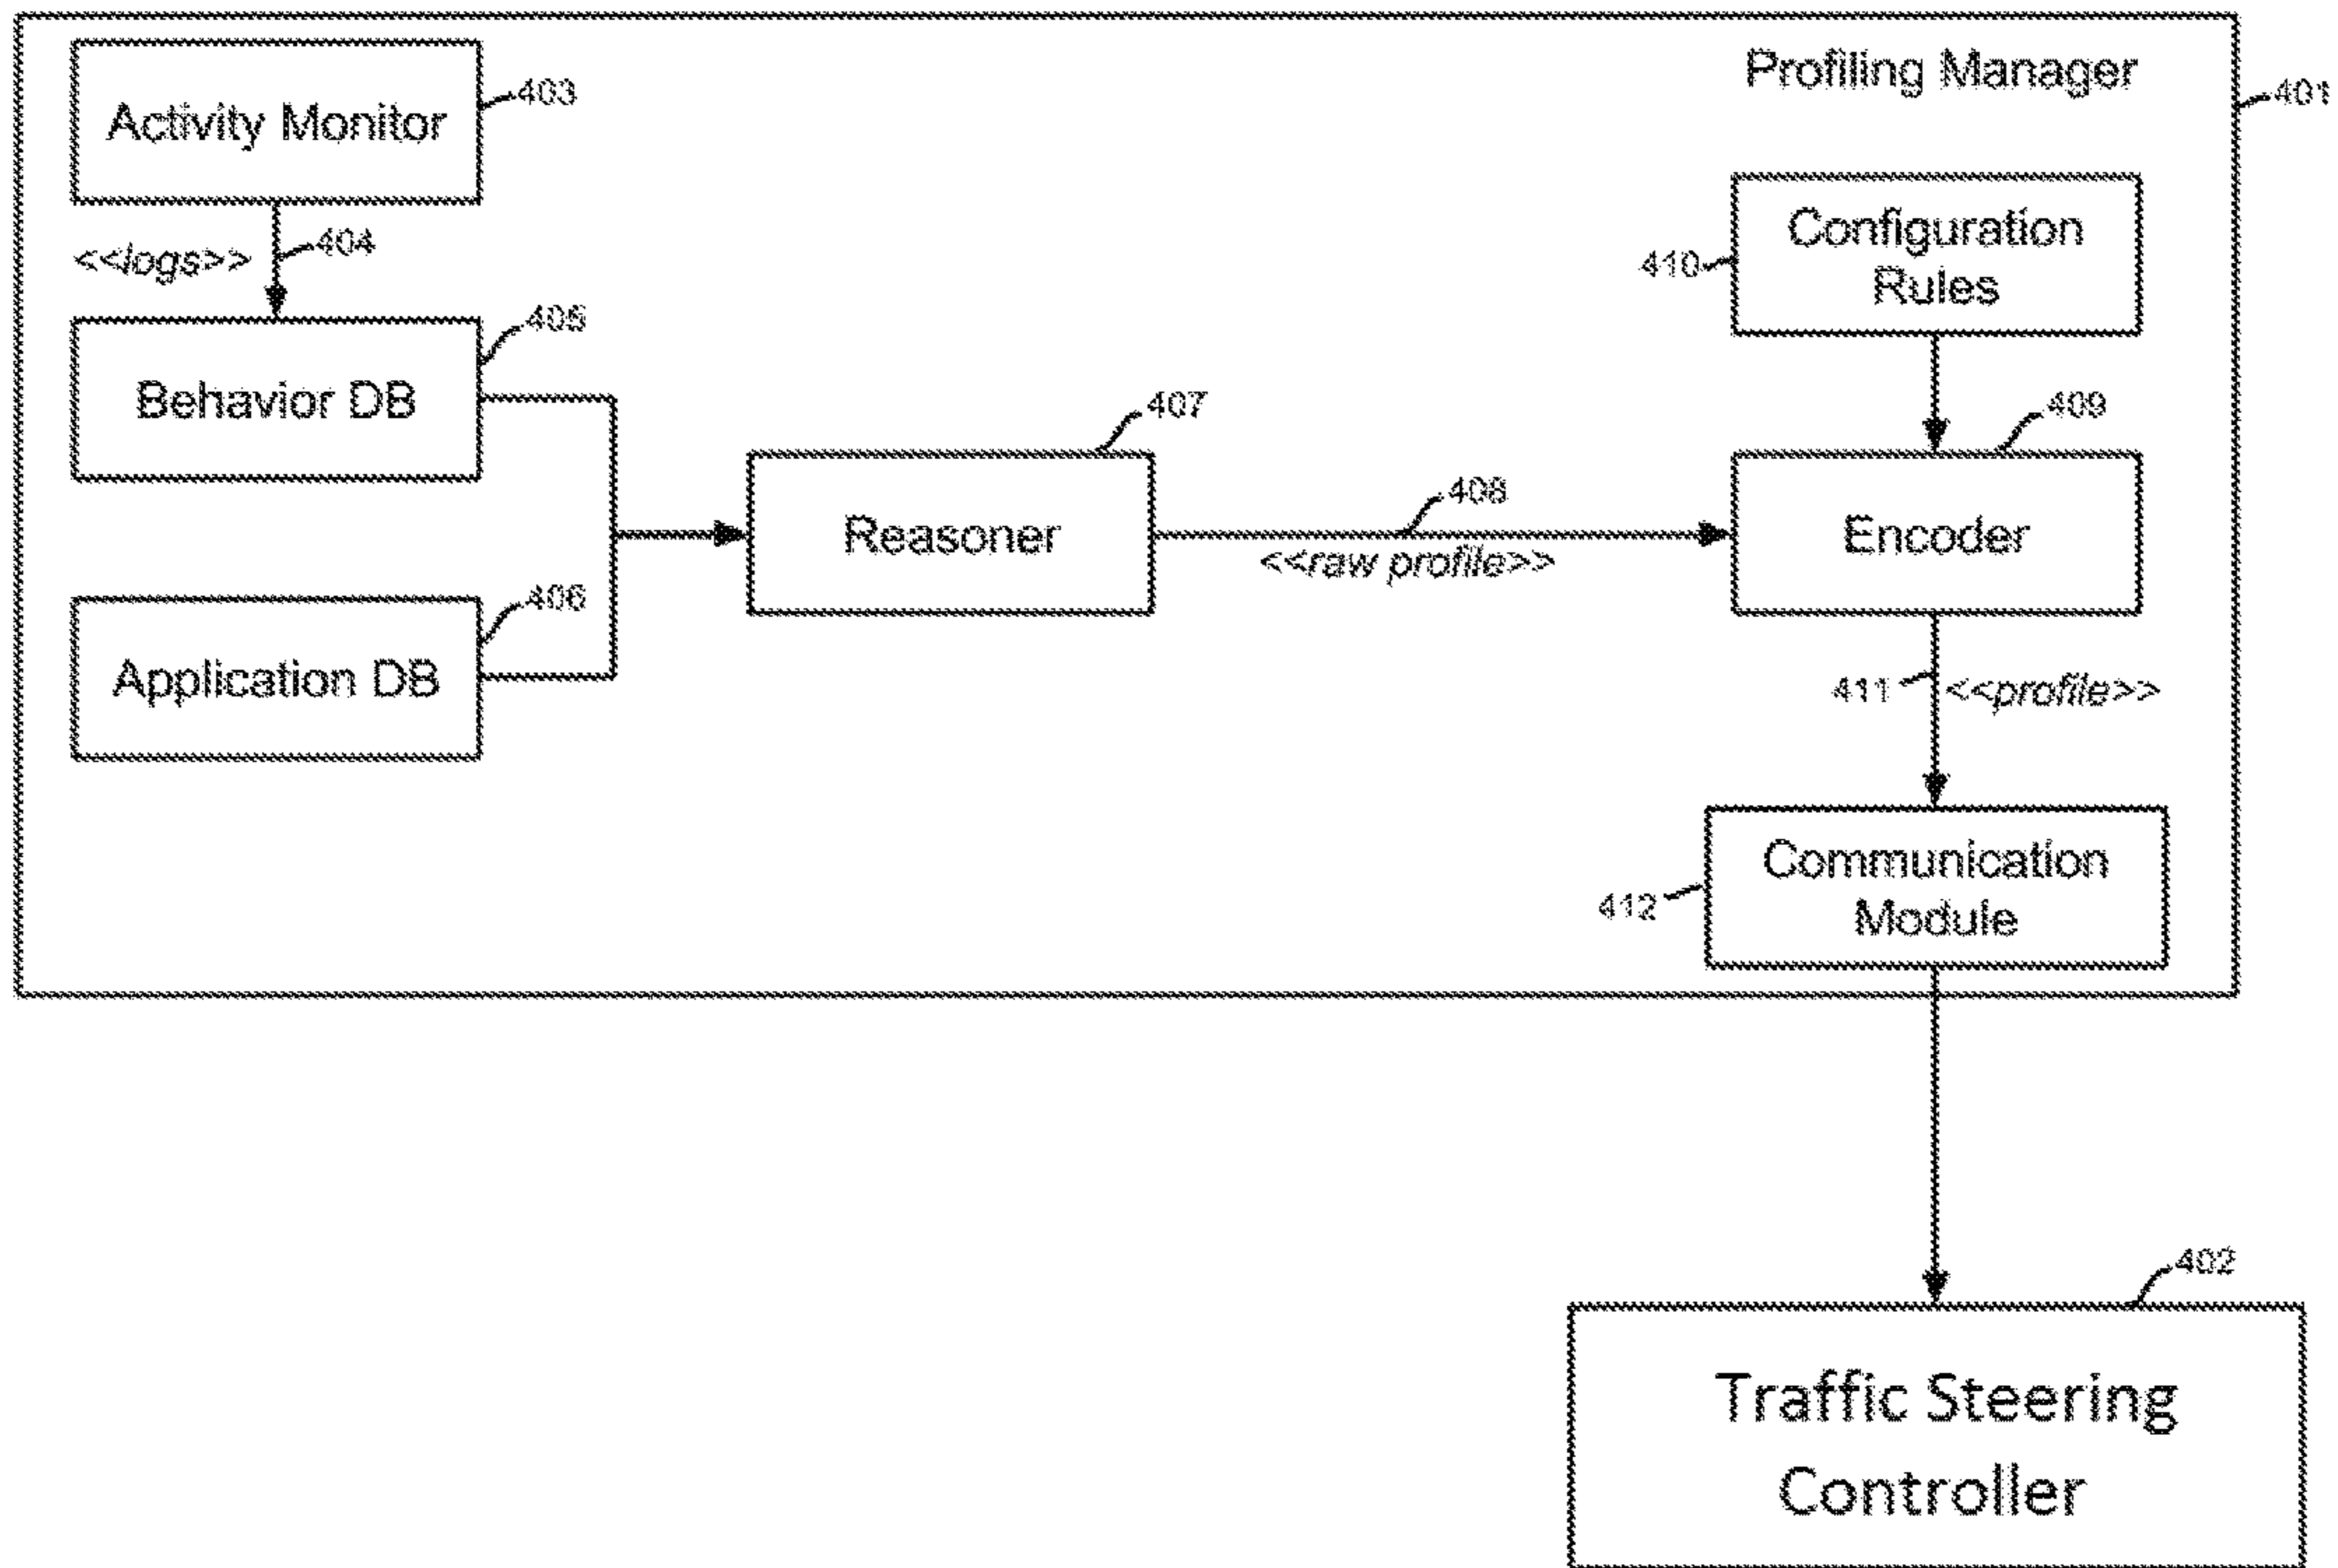 Profiling Manager
401
Activity Monitor
403
<<logs>>
404
Behavior DB
405
Application DB
406
Reasoner
407
408
<<raw profile>>
Configuration
Rules
410
409
Encoder
411
<<profile>>
Communication
Module
412
402
Traffic Steering
Controller